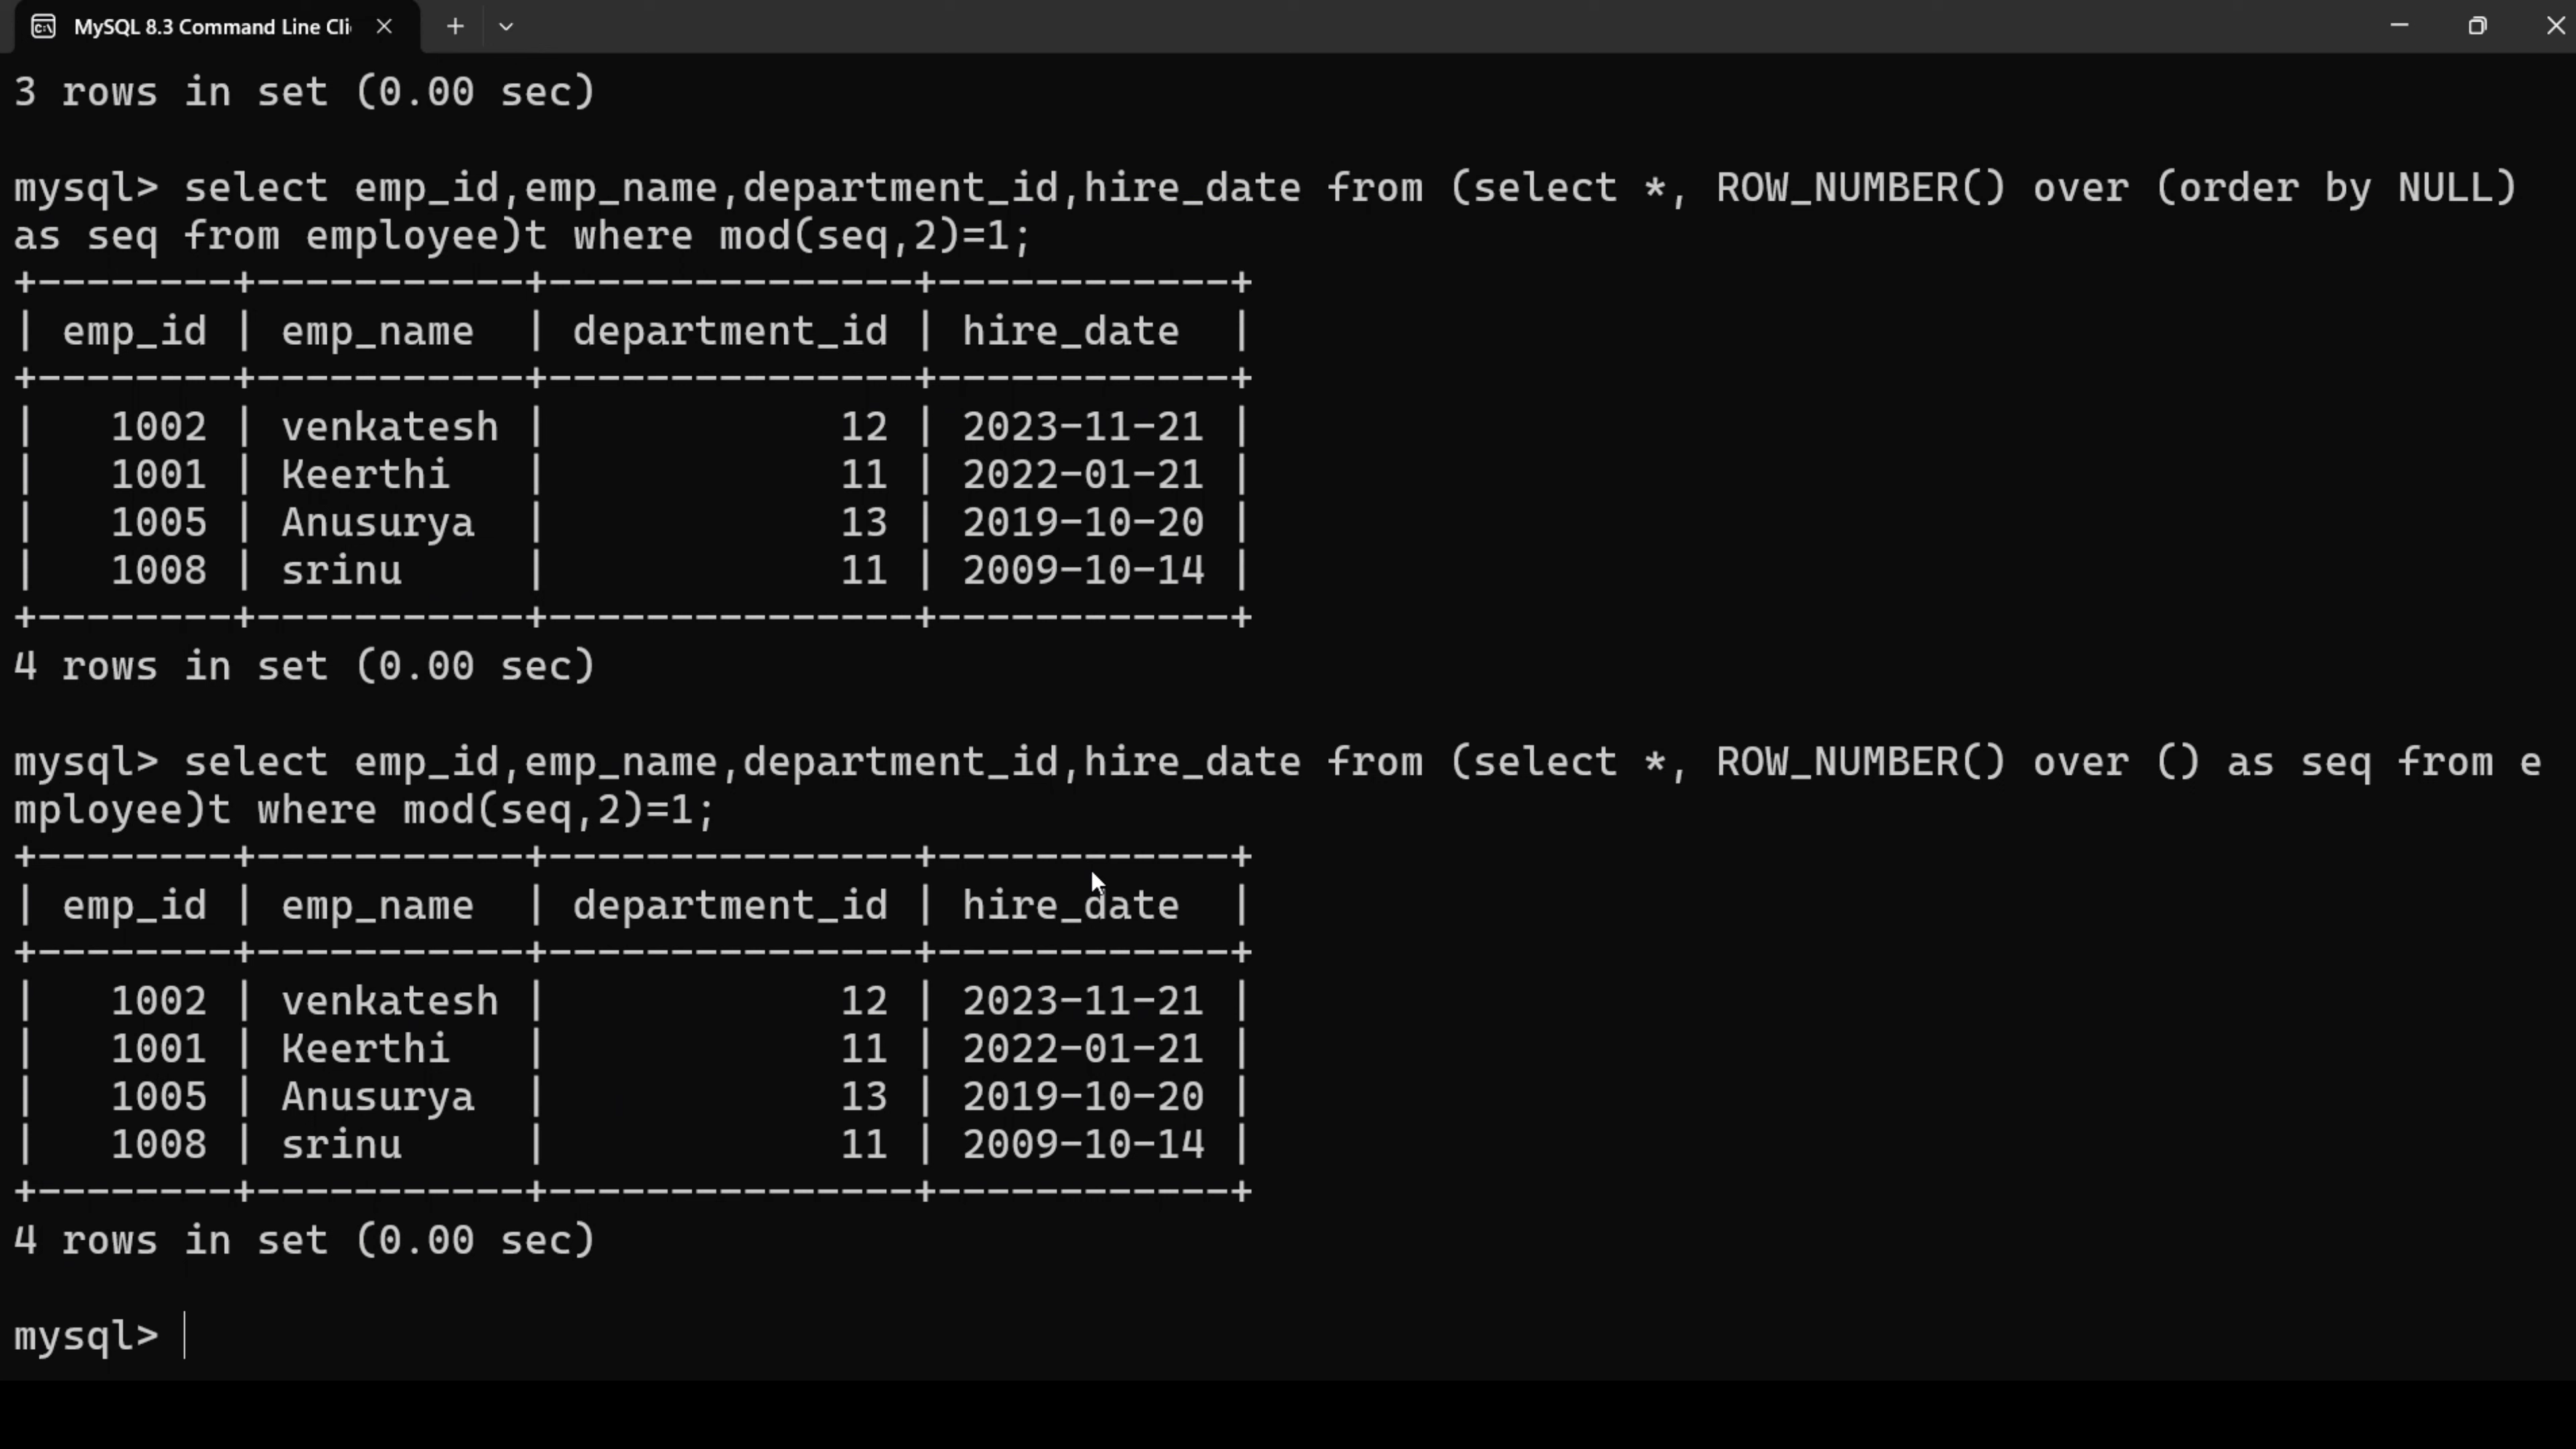 MySQL 8.3 Command Line Cli
3 rows in set (0.00 sec)
mysql> select emp_id,emp_name,department_id,hire_date from (select *, ROW_NUMBER() over (order by NULL)
as seq from employee)t where mod(seq,2)=1;
+--------+-----------+---------------+------------+
| emp_id | emp_name  | department_id | hire_date  |
+--------+-----------+---------------+------------+
|   1002 | venkatesh |            12 | 2023-11-21 |
|   1001 | Keerthi   |            11 | 2022-01-21 |
|   1005 | Anusurya  |            13 | 2019-10-20 |
|   1008 | srinu     |            11 | 2009-10-14 |
+--------+-----------+---------------+------------+
4 rows in set (0.00 sec)
mysql> select emp_id,emp_name,department_id,hire_date from (select *, ROW_NUMBER() over () as seq from e
mployee)t where mod(seq,2)=1;
+--------+-----------+---------------+------------+
| emp_id | emp_name  | department_id | hire_date  |
+--------+-----------+---------------+------------+
|   1002 | venkatesh |            12 | 2023-11-21 |
|   1001 | Keerthi   |            11 | 2022-01-21 |
|   1005 | Anusurya  |            13 | 2019-10-20 |
|   1008 | srinu     |            11 | 2009-10-14 |
+--------+-----------+---------------+------------+
4 rows in set (0.00 sec)
mysql>